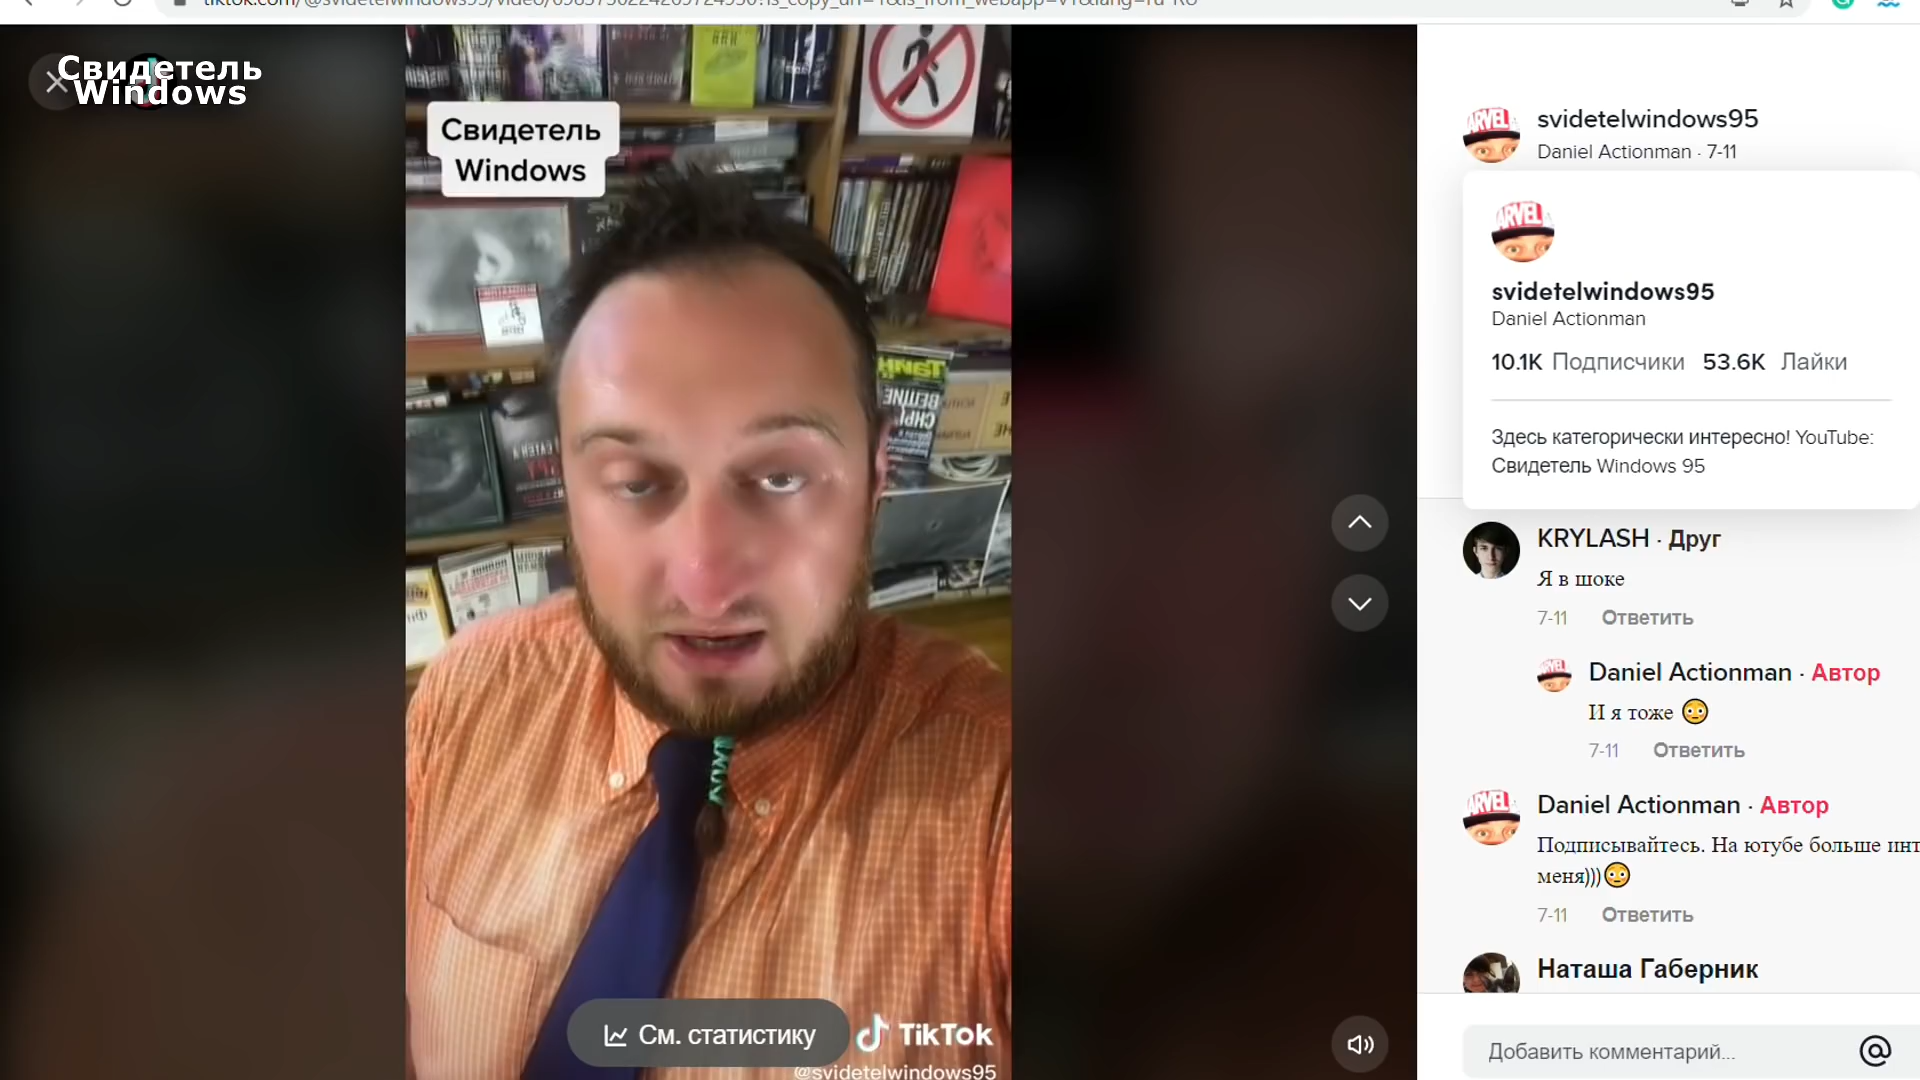 Свидетель
Windows
Свидетель
Windows
См. статистику
TikTok
@svidetelwindows95
svidetelwindows95
Daniel Actionman · 7-11
svidetelwindows95
Daniel Actionman
10.1K Подписчики 53.6K Лайки
Здесь категорически интересно! YouTube:
Свидетель Windows 95
KRYLASH · Друг
Я в шоке
7-11 Ответить
Daniel Actionman · Автор
И я тоже 😳
7-11 Ответить
Daniel Actionman · Автор
Подписывайтесь. На ютубе больше инт
меня)))😳
7-11 Ответить
Наташа Габерник
Добавить комментарий...